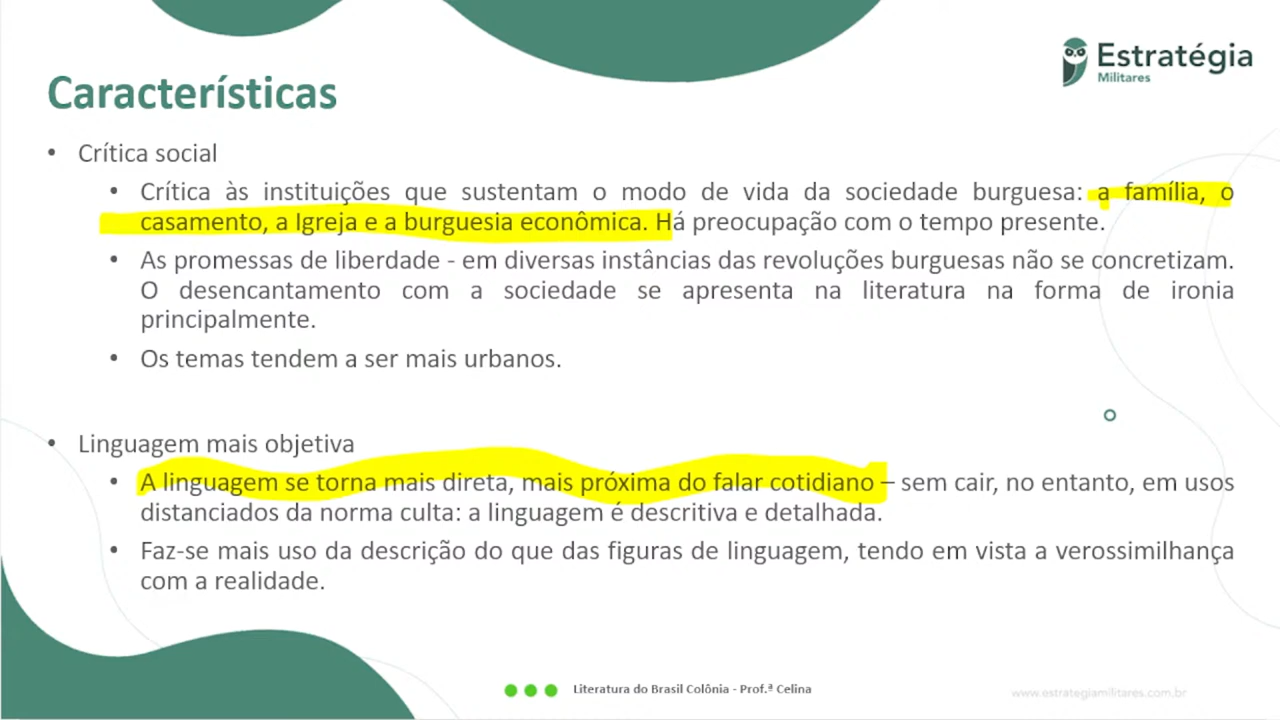 Estratégia
Militares
Características
• Crítica social
• Crítica às instituições que sustentam o modo de vida da sociedade burguesa: a família, o
casamento, a Igreja e a burguesia econômica. Há preocupação com o tempo presente.
• As promessas de liberdade - em diversas instâncias das revoluções burguesas não se concretizam.
O desencantamento com a sociedade se apresenta na literatura na forma de ironia
principalmente.
• Os temas tendem a ser mais urbanos.
• Linguagem mais objetiva
• A linguagem se torna mais direta, mais próxima do falar cotidiano – sem cair, no entanto, em usos
distanciados da norma culta: a linguagem é descritiva e detalhada.
• Faz-se mais uso da descrição do que das figuras de linguagem, tendo em vista a verossimilhança
com a realidade.
Literatura do Brasil Colônia - Prof.ª Celina
www.estrategiamilitares.com.br